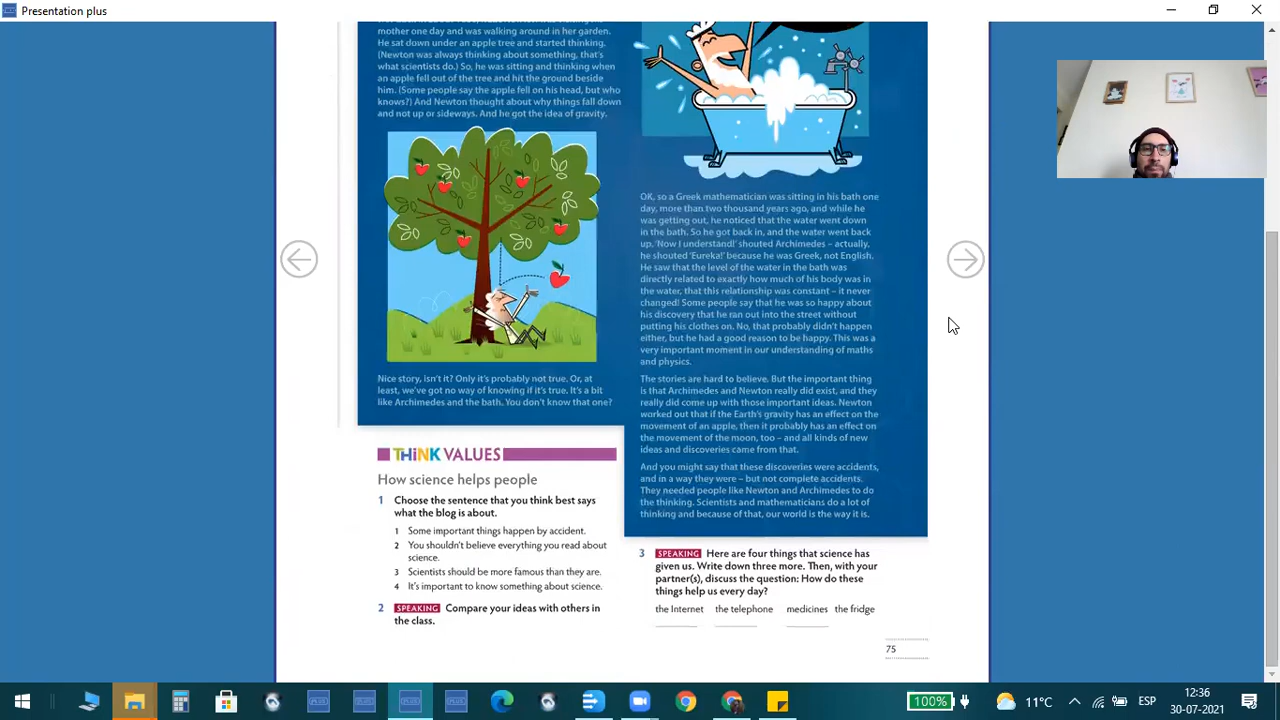 Presentation plus
mother one day and was walking around in her garden.
He sat down under an apple tree and started thinking.
(Newton was always thinking about something, that's
what scientists do.) So, he was sitting and thinking when
an apple fell out of the tree and hit the ground beside
him. (Some people say the apple fell on his head, but who
knows?) And Newton thought about why things fall down
and not up or sideways. And he got the idea of gravity.
Nice story, isn't it? Only it's probably not true. Or, at
least, we've got no way of knowing if it's true. It's a bit
like Archimedes and the bath. You don't know that one?
THiNK VALUES
How science helps people
1 Choose the sentence that you think best says
what the blog is about.
1 Some important things happen by accident.
2 You shouldn't believe everything you read about
science.
3 Scientists should be more famous than they are.
4 It's important to know something about science.
2 SPEAKING Compare your ideas with others in
the class.
OK, so a Greek mathematician was sitting in his bath one
day, more than two thousand years ago, and while he
was getting out, he noticed that the water went down
in the bath. So he got back in, and the water went back
up. 'Now I understand!' shouted Archimedes – actually,
he shouted 'Eureka!' because he was Greek, not English.
He saw that the level of the water in the bath was
directly related to exactly how much of his body was in
the water, that this relationship was constant – it never
changed! Some people say that he was so happy about
his discovery that he ran out into the street without
putting his clothes on. No, that probably didn't happen
either, but he had a good reason to be happy. This was a
very important moment in our understanding of maths
and physics.
The stories are hard to believe. But the important thing
is that Archimedes and Newton really did exist, and they
really did come up with those important ideas. Newton
worked out that if the Earth's gravity has an effect on the
movement of an apple, then it probably has an effect on
the movement of the moon, too – and all kinds of new
ideas and discoveries came from that.
And you might say that these discoveries were accidents,
and in a way they were – but not complete accidents.
They needed people like Newton and Archimedes to do
the thinking. Scientists and mathematicians do a lot of
thinking and because of that, our world is the way it is.
3 SPEAKING Here are four things that science has
given us. Write down three more. Then, with your
partner(s), discuss the question: How do these
things help us every day?
the Internet the telephone medicines the fridge
75
100%
11°C
ESP
12:36
30-07-2021